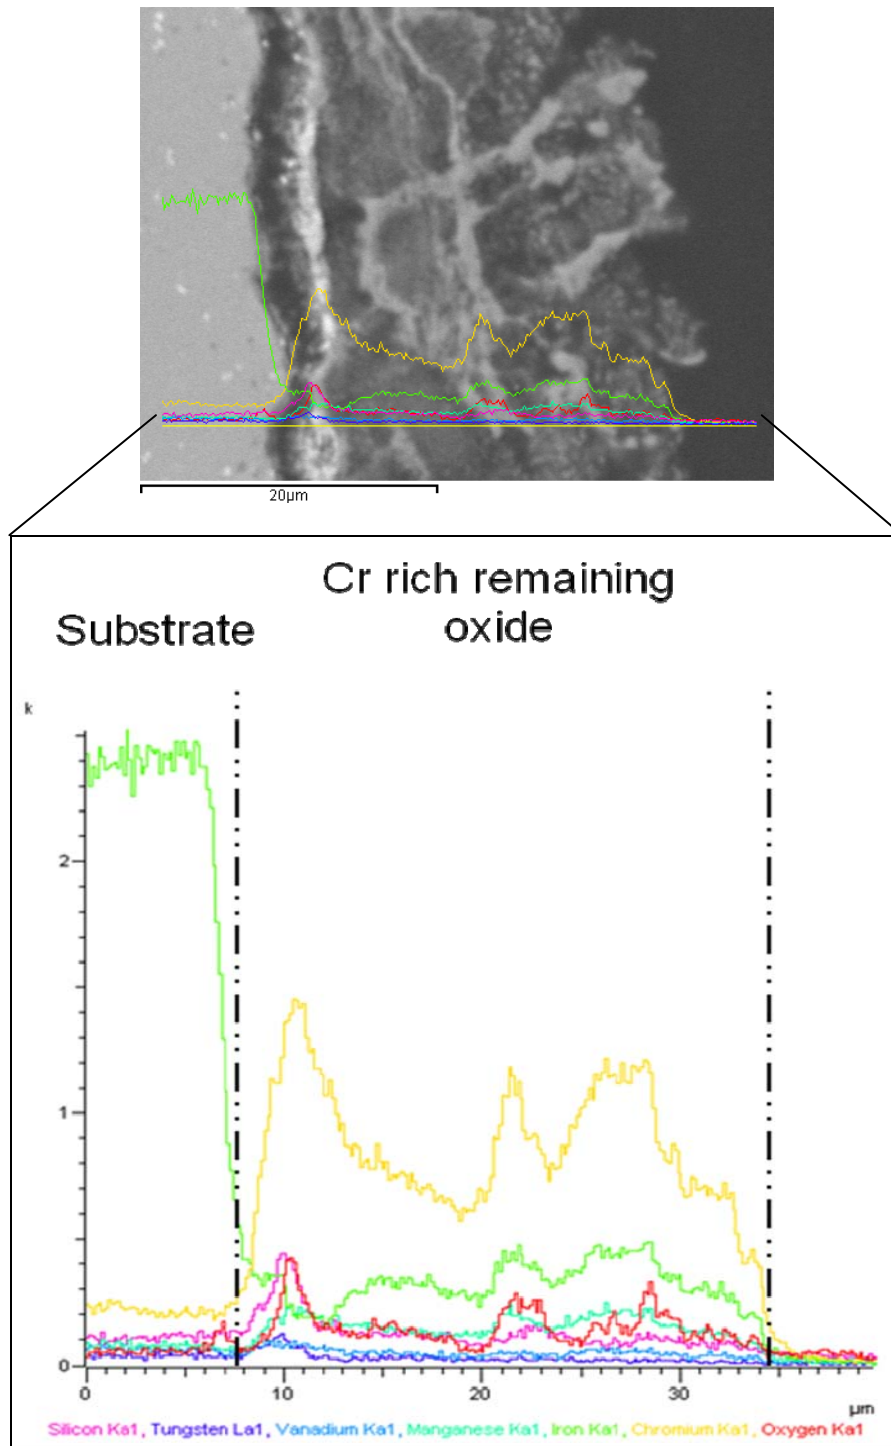 20µm
Cr rich remaining
oxide
Substrate
k
2
1
0
0 10 20 30
µm
Silicon Ka1, Tungsten La1, Vanadium Ka1, Manganese Ka1, Iron Ka1, Chromium Ka1, Oxygen Ka1